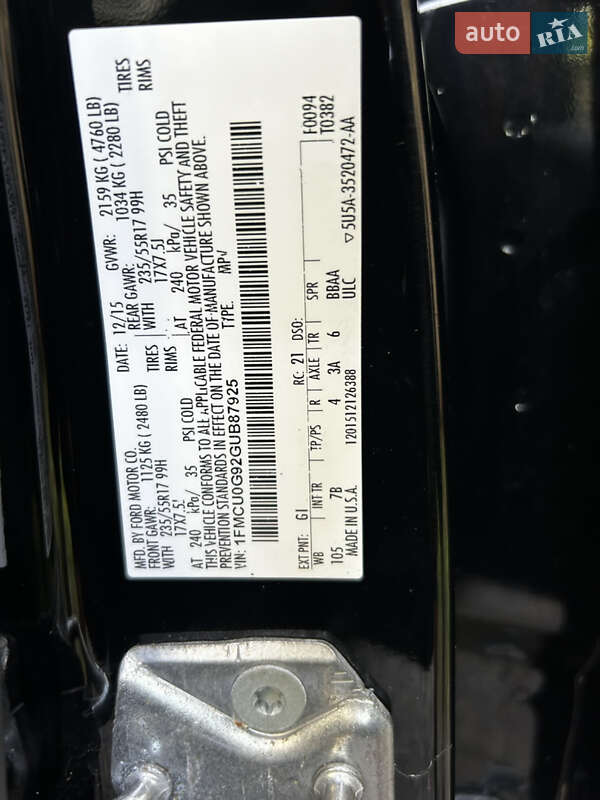 auto RIA
MFD. BY FORD MOTOR CO. DATE: 12/15 GVWR: 2159 KG ( 4760 LB)
FRONT GAWR: 1125 KG ( 2480 LB) REAR GAWR: 1034 KG ( 2280 LB)
WITH 235/55R17 99H TIRES WITH 235/55R17 99H TIRES
17X7.5J RIMS 17X7.5J RIMS
AT 240 kPa/ 35 PSI COLD AT 240 kPa/ 35 PSI COLD
THIS VEHICLE CONFORMS TO ALL APPLICABLE FEDERAL MOTOR VEHICLE SAFETY AND THEFT
PREVENTION STANDARDS IN EFFECT ON THE DATE OF MANUFACTURE SHOWN ABOVE.
VIN: 1FMCU0G92GUB87925 TYPE: MPV
EXT PNT: G1 RC: 21 DSO: F0094
WB INT TR TP/PS R AXLE TR SPR T0382
105 7B 4 3A 6 BBAA
MADE IN U.S.A. 1201512126388 ULC ▽5U5A-3520472-AA